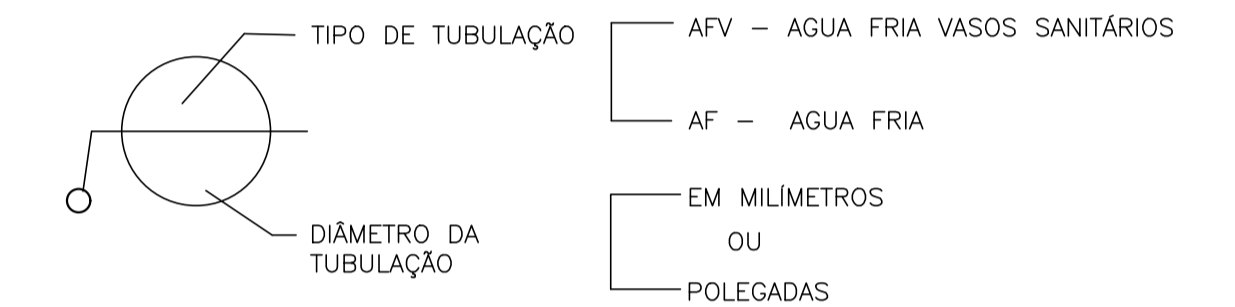 TIPO DE TUBULAÇÃO
AFV – AGUA FRIA VASOS SANITÁRIOS
AF – AGUA FRIA
DIÂMETRO DA
TUBULAÇÃO
EM MILÍMETROS
OU
POLEGADAS